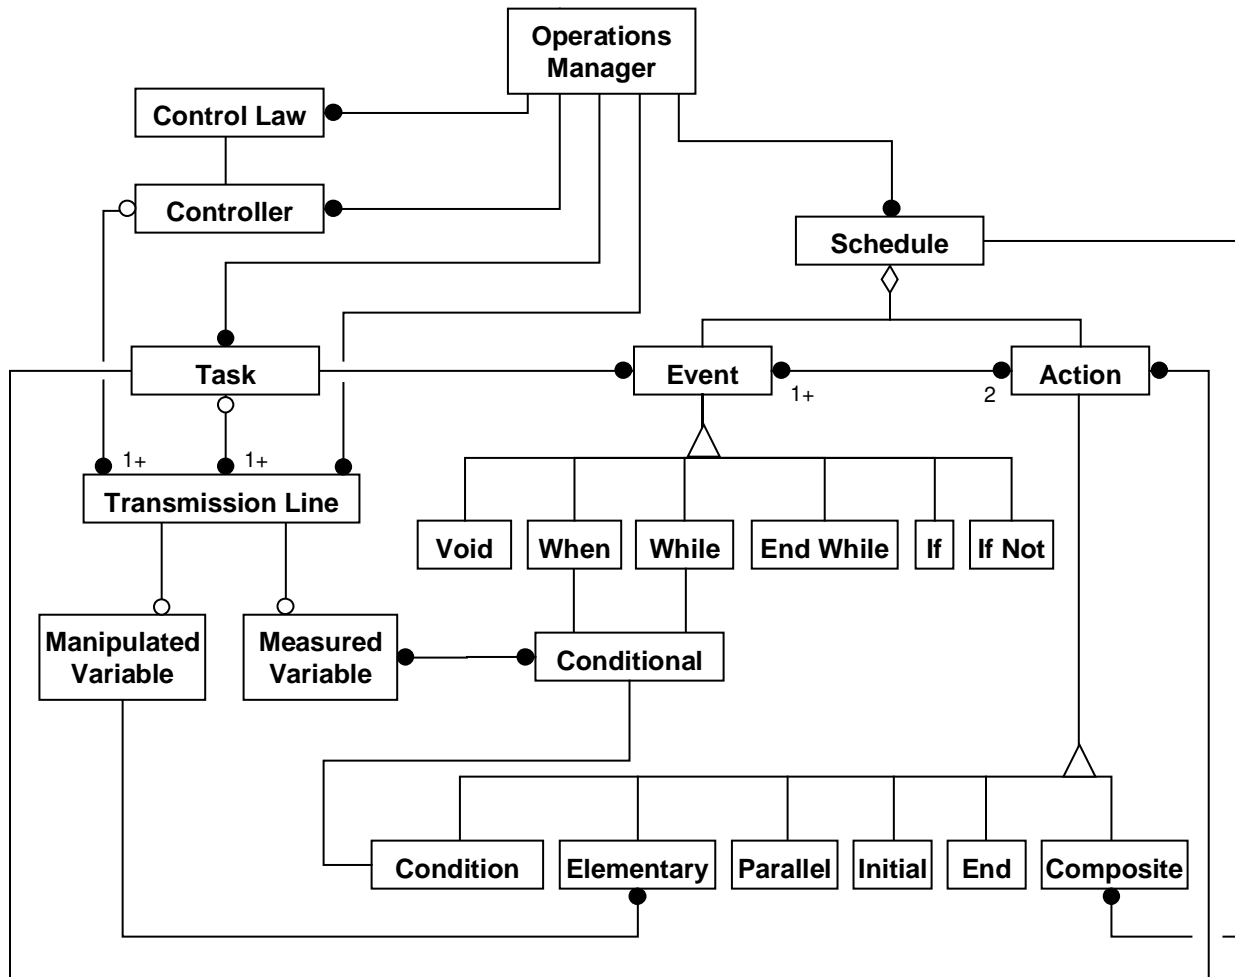 Operations
Manager
Control Law
Controller
Schedule
Task
Event
Action
1+
2
1+
1+
Transmission Line
Void
When
While
End While
If
If Not
Manipulated
Variable
Measured
Variable
Conditional
Condition
Elementary
Parallel
Initial
End
Composite